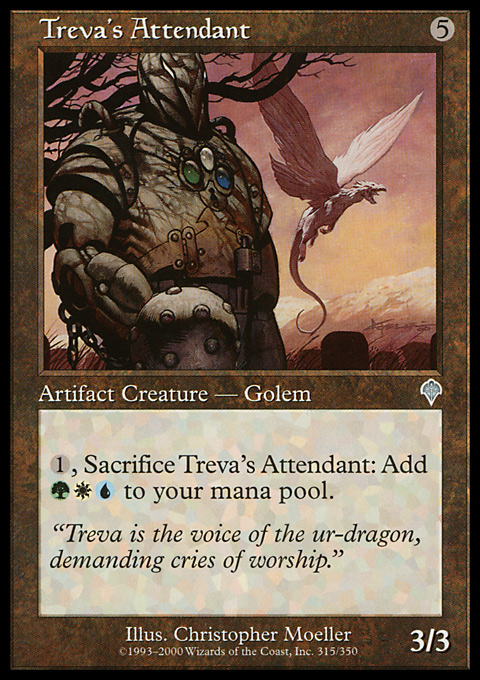 Treva's Attendant 5
Artifact Creature — Golem
1, Sacrifice Treva's Attendant: Add
to your mana pool.
“Treva is the voice of the ur-dragon,
demanding cries of worship.”
Illus. Christopher Moeller
©1993–2000 Wizards of the Coast, Inc. 315/350
3/3